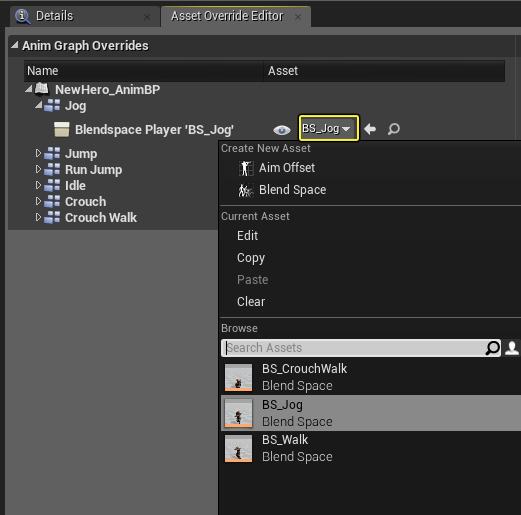 Details
Asset Override Editor
Anim Graph Overrides
Name Asset
NewHero_AnimBP
Jog
Blendspace Player 'BS_Jog' BS_Jog
Jump
Run Jump
Idle
Crouch
Crouch Walk
Create New Asset
Aim Offset
Blend Space
Current Asset
Edit
Copy
Paste
Clear
Browse
Search Assets
BS_CrouchWalk
Blend Space
BS_Jog
Blend Space
BS_Walk
Blend Space